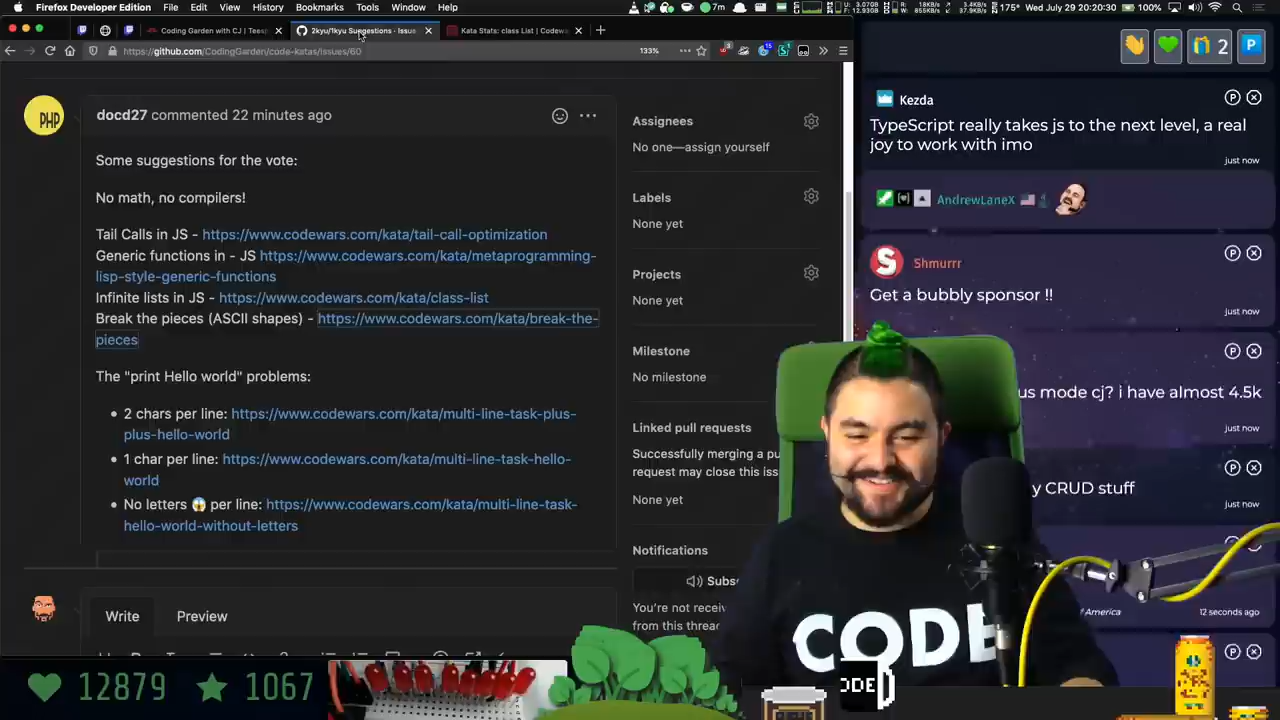 Firefox Developer Edition File Edit View History Bookmarks Tools Window Help
175° Wed July 29 2020 20:20:30
Coding Garden with CJ | Tees
2kyu/1kyu Suggestions · Issue
Kata Stats: class List | Codewa
https://github.com/CodingGarden/code-katas/issues/60
133%
PHP
docd27 commented 22 minutes ago
Some suggestions for the vote:
No math, no compilers!
Tail Calls in JS - https://www.codewars.com/kata/tail-call-optimization
Generic functions in - JS https://www.codewars.com/kata/metaprogramming-
lisp-style-generic-functions
Infinite lists in JS - https://www.codewars.com/kata/class-list
Break the pieces (ASCII shapes) - https://www.codewars.com/kata/break-the-
pieces
The "print Hello world" problems:
2 chars per line: https://www.codewars.com/kata/multi-line-task-plus-
plus-hello-world
1 char per line: https://www.codewars.com/kata/multi-line-task-hello-
world
No letters 😱 per line: https://www.codewars.com/kata/multi-line-task-
hello-world-without-letters
Write Preview
Assignees
No one—assign yourself
Labels
None yet
Projects
None yet
Milestone
No milestone
Linked pull requests
Successfully merging a pu
request may close this iss
None yet
Notifications
Subsc
You're not receiv
from this thread
2
P
Kezda
TypeScript really takes js to the next level, a real
joy to work with imo
just now
AndrewLaneX
Shmurrr
Get a bubbly sponsor !!
just now
us mode cj? i have almost 4.5k
just now
y CRUD stuff
just now
of America
12 seconds ago
CODE
12879 1067